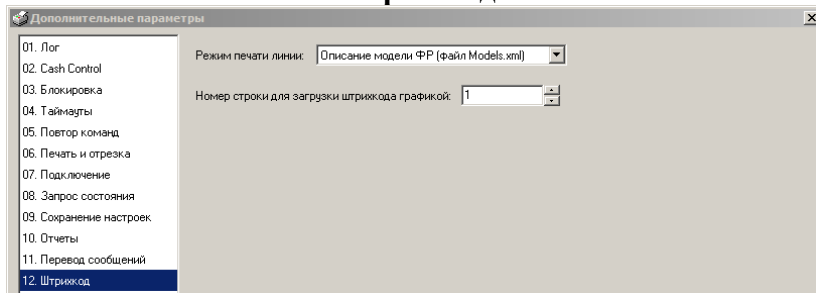 Дополнительные параметры
01. Лог
02. Cash Control
03. Блокировка
04. Таймауты
05. Повтор команд
06. Печать и отрезка
07. Подключение
08. Запрос состояния
09. Сохранение настроек
10. Отчеты
11. Перевод сообщений
12. Штрихкод
Режим печати линии: Описание модели ФР (файл Models.xml)
Номер строки для загрузки штрихкода графикой: 1